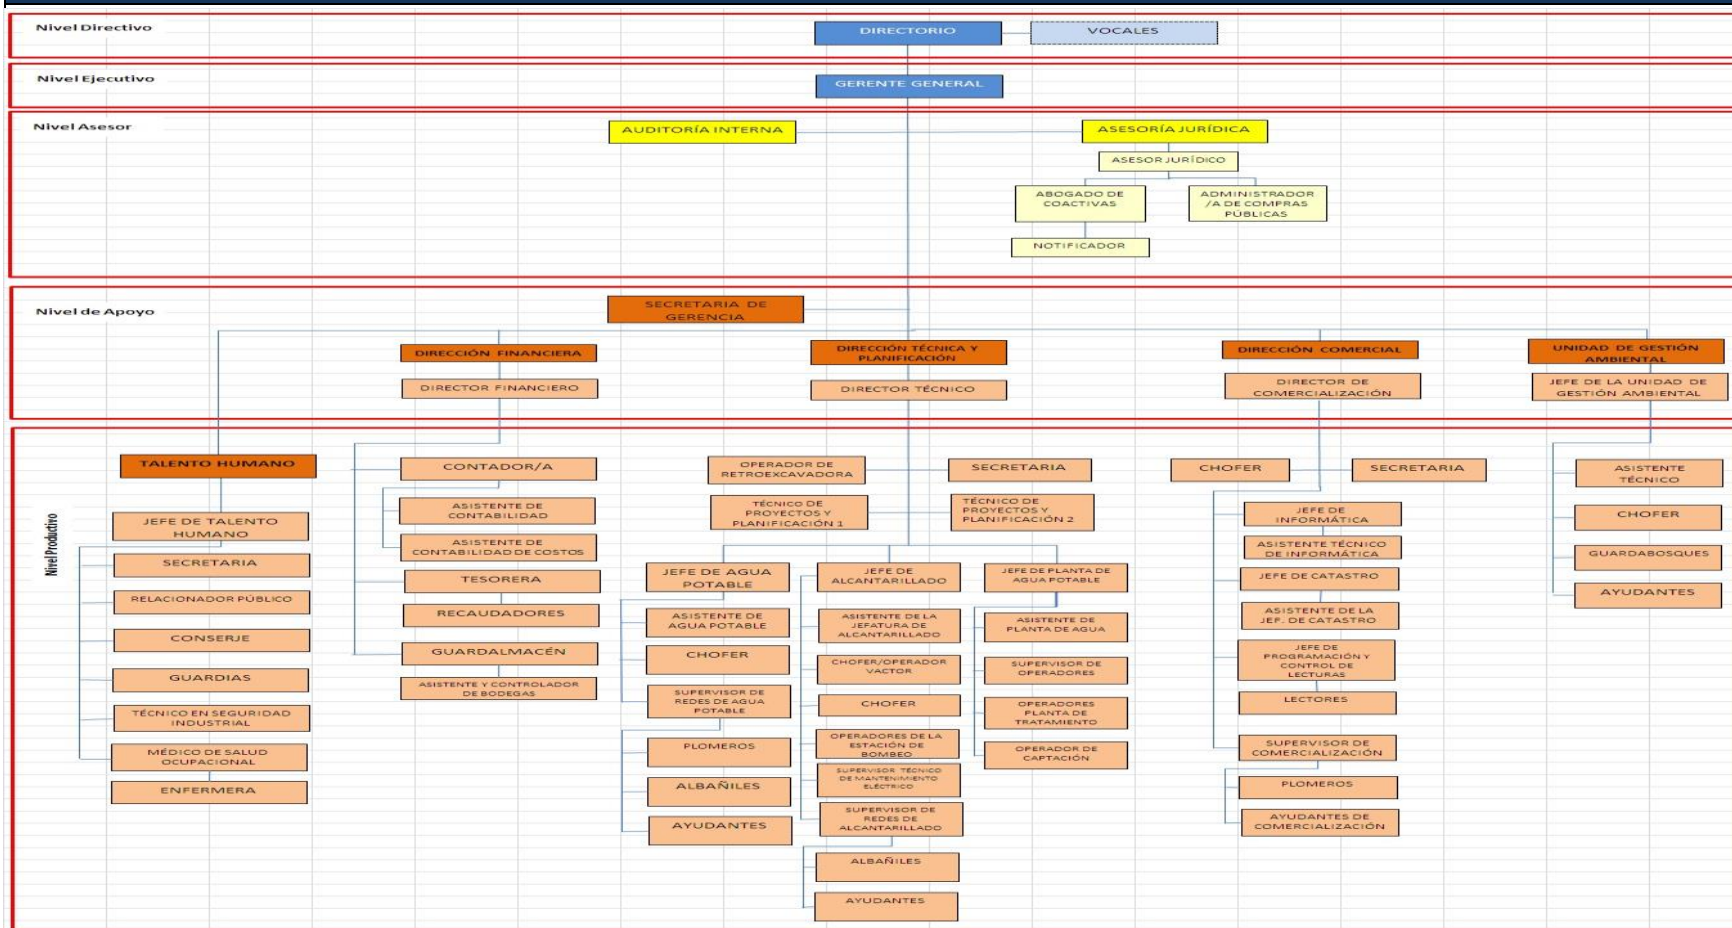 Nivel Directivo
DIRECTORIO
VOCALES
Nivel Ejecutivo
GERENTE GENERAL
Nivel Asesor
AUDITORÍA INTERNA
ASESORÍA JURÍDICA
ASESOR JURÍDICO
ABOGADO DE
COACTIVAS
ADMINISTRADOR
/A DE COMPRAS
PÚBLICAS
NOTIFICADOR
Nivel de Apoyo
SECRETARIA DE
GERENCIA
DIRECCIÓN FINANCIERA
DIRECTOR FINANCIERO
DIRECCIÓN TÉCNICA Y
PLANIFICACIÓN
DIRECTOR TÉCNICO
DIRECCIÓN COMERCIAL
DIRECTOR DE
COMERCIALIZACIÓN
UNIDAD DE GESTIÓN
AMBIENTAL
JEFE DE LA UNIDAD DE
GESTIÓN AMBIENTAL
Nivel Productivo
TALENTO HUMANO
JEFE DE TALENTO
HUMANO
SECRETARIA
RELACIONADOR PÚBLICO
CONSERJE
GUARDIAS
TÉCNICO EN SEGURIDAD
INDUSTRIAL
MÉDICO DE SALUD
OCUPACIONAL
ENFERMERA
CONTADOR/A
ASISTENTE DE
CONTABILIDAD
ASISTENTE DE
CONTABILIDAD DE COSTOS
TESORERA
RECAUDADORES
GUARDALMACÉN
ASISTENTE Y CONTROLADOR
DE BODEGAS
OPERADOR DE
RETROEXCAVADORA
SECRETARIA
TÉCNICO DE
PROYECTOS Y
PLANIFICACIÓN 1
TÉCNICO DE
PROYECTOS Y
PLANIFICACIÓN 2
JEFE DE AGUA
POTABLE
ASISTENTE DE
AGUA POTABLE
CHOFER
SUPERVISOR DE
REDES DE AGUA
POTABLE
PLOMEROS
ALBAÑILES
AYUDANTES
JEFE DE
ALCANTARILLADO
ASISTENTE DE LA
JEFATURA DE
ALCANTARILLADO
CHOFER/OPERADOR
VACTOR
CHOFER
OPERADORES DE LA
ESTACIÓN DE
BOMBEO
SUPERVISOR TÉCNICO
DE MANTENIMIENTO
ELÉCTRICO
SUPERVISOR DE
REDES DE
ALCANTARILLADO
ALBAÑILES
AYUDANTES
JEFE DE PLANTA DE
AGUA POTABLE
ASISTENTE DE
PLANTA DE AGUA
SUPERVISOR DE
OPERADORES
OPERADORES
PLANTA DE
TRATAMIENTO
OPERADOR DE
CAPTACIÓN
CHOFER
SECRETARIA
JEFE DE
INFORMÁTICA
ASISTENTE TÉCNICO
DE INFORMÁTICA
JEFE DE CATASTRO
ASISTENTE DE LA
JEF. DE CATASTRO
JEFE DE
PROGRAMACIÓN Y
CONTROL DE
LECTURAS
LECTORES
SUPERVISOR DE
COMERCIALIZACIÓN
PLOMEROS
AYUDANTES DE
COMERCIALIZACIÓN
ASISTENTE
TÉCNICO
CHOFER
GUARDABOSQUES
AYUDANTES